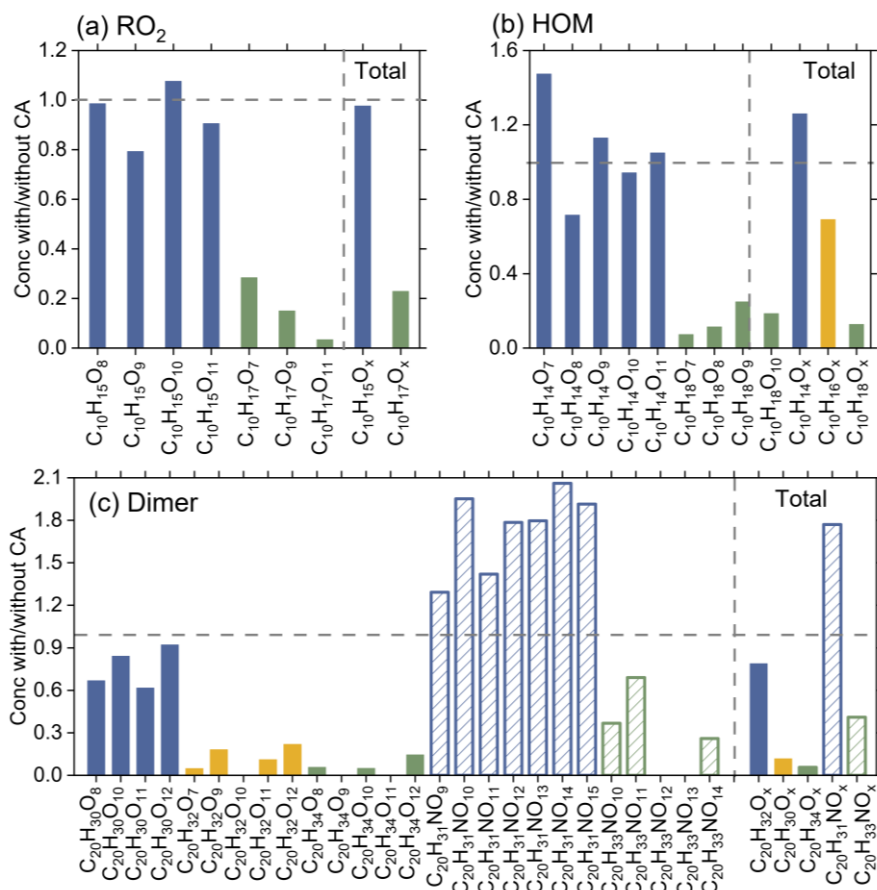 (a) RO₂
Conc with/without CA
1.2
1.0
0.8
0.6
0.4
0.2
0.0
Total
C₁₀H₁₅O₈
C₁₀H₁₅O₉
C₁₀H₁₅O₁₀
C₁₀H₁₅O₁₁
C₁₀H₁₇O₇
C₁₀H₁₇O₉
C₁₀H₁₇O₁₁
C₁₀H₁₅Oₓ
C₁₀H₁₇Oₓ
(b) HOM
Conc with/without CA
1.6
1.2
0.8
0.4
0.0
Total
C₁₀H₁₄O₇
C₁₀H₁₄O₈
C₁₀H₁₄O₉
C₁₀H₁₄O₁₀
C₁₀H₁₄O₁₁
C₁₀H₁₈O₇
C₁₀H₁₈O₈
C₁₀H₁₈O₉
C₁₀H₁₈O₁₀
C₁₀H₁₄Oₓ
C₁₀H₁₆Oₓ
C₁₀H₁₈Oₓ
(c) Dimer
Conc with/without CA
2.1
1.8
1.5
1.2
0.9
0.6
0.3
0.0
Total
C₂₀H₃₀O₈
C₂₀H₃₀O₁₀
C₂₀H₃₀O₁₁
C₂₀H₃₀O₁₂
C₂₀H₃₂O₇
C₂₀H₃₂O₉
C₂₀H₃₂O₁₀
C₂₀H₃₂O₁₁
C₂₀H₃₂O₁₂
C₂₀H₃₄O₈
C₂₀H₃₄O₉
C₂₀H₃₄O₁₀
C₂₀H₃₄O₁₁
C₂₀H₃₄O₁₂
C₂₀H₃₁NO₉
C₂₀H₃₁NO₁₀
C₂₀H₃₁NO₁₁
C₂₀H₃₁NO₁₂
C₂₀H₃₁NO₁₃
C₂₀H₃₁NO₁₄
C₂₀H₃₁NO₁₅
C₂₀H₃₃NO₁₀
C₂₀H₃₃NO₁₁
C₂₀H₃₃NO₁₂
C₂₀H₃₃NO₁₃
C₂₀H₃₃NO₁₄
C₂₀H₃₂Oₓ
C₂₀H₃₀Oₓ
C₂₀H₃₄Oₓ
C₂₀H₃₁NOₓ
C₂₀H₃₃NOₓ